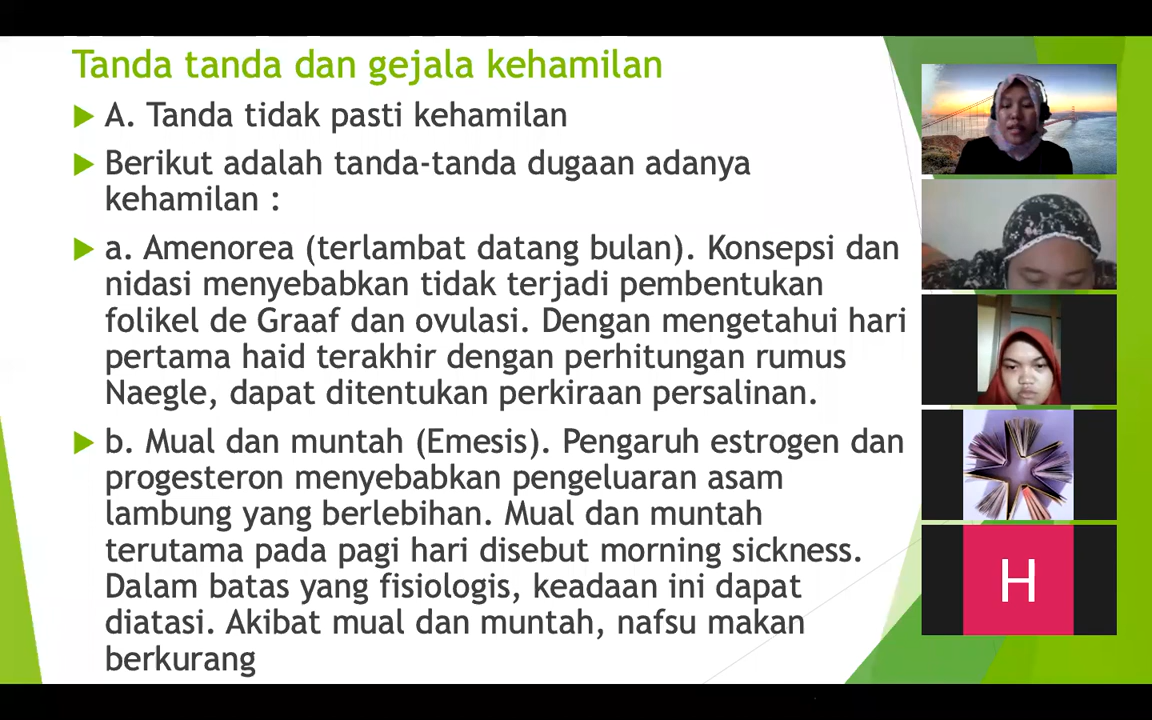 Tanda tanda dan gejala kehamilan
A. Tanda tidak pasti kehamilan
Berikut adalah tanda-tanda dugaan adanya
kehamilan :
a. Amenorea (terlambat datang bulan). Konsepsi dan
nidasi menyebabkan tidak terjadi pembentukan
folikel de Graaf dan ovulasi. Dengan mengetahui hari
pertama haid terakhir dengan perhitungan rumus
Naegle, dapat ditentukan perkiraan persalinan.
b. Mual dan muntah (Emesis). Pengaruh estrogen dan
progesteron menyebabkan pengeluaran asam
lambung yang berlebihan. Mual dan muntah
terutama pada pagi hari disebut morning sickness.
Dalam batas yang fisiologis, keadaan ini dapat
diatasi. Akibat mual dan muntah, nafsu makan
berkurang
H